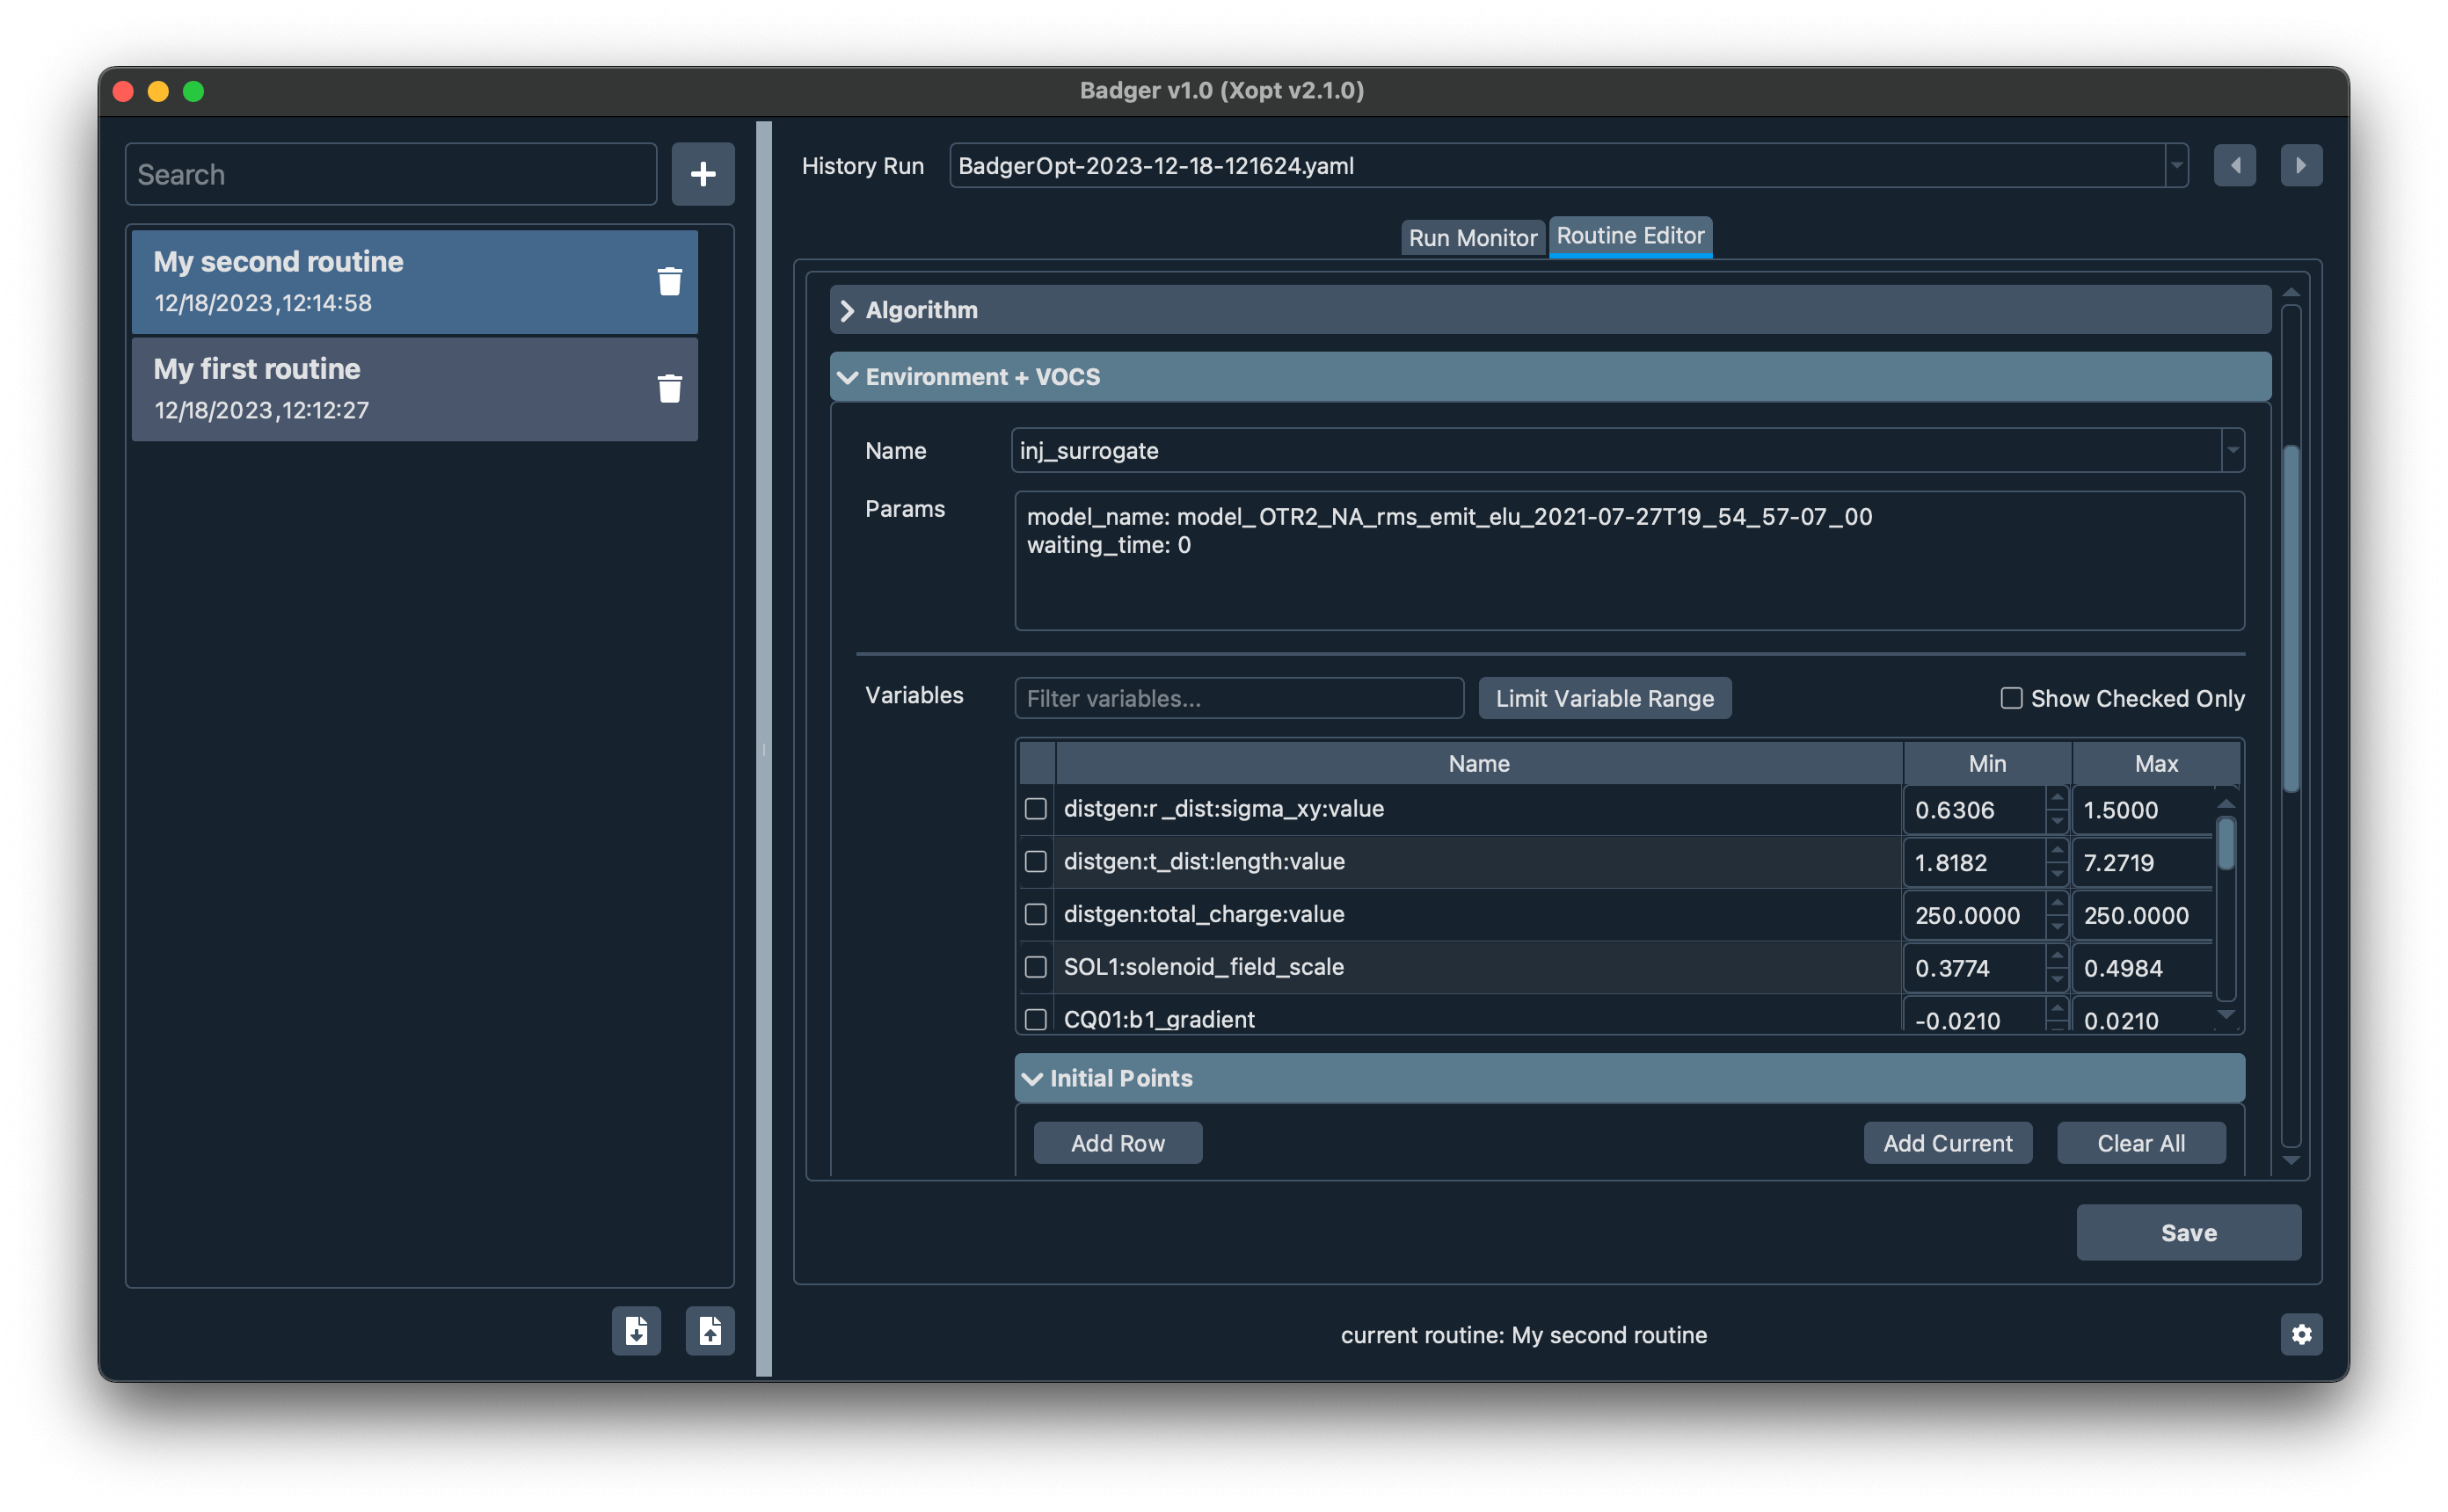 Badger v1.0 (Xopt v2.1.0)
Search
My second routine
12/18/2023,12:14:58
My first routine
12/18/2023,12:12:27
History Run
BadgerOpt-2023-12-18-121624.yaml
Run Monitor
Routine Editor
Algorithm
Environment + VOCS
Name
inj_surrogate
Params
model_name: model_OTR2_NA_rms_emit_elu_2021-07-27T19_54_57-07_00
waiting_time: 0
Variables
Filter variables...
Limit Variable Range
Show Checked Only
Name Min Max
distgen:r_dist:sigma_xy:value 0.6306 1.5000
distgen:t_dist:length:value 1.8182 7.2719
distgen:total_charge:value 250.0000 250.0000
SOL1:solenoid_field_scale 0.3774 0.4984
CQ01:b1_gradient -0.0210 0.0210
Initial Points
Add Row
Add Current
Clear All
Save
current routine: My second routine